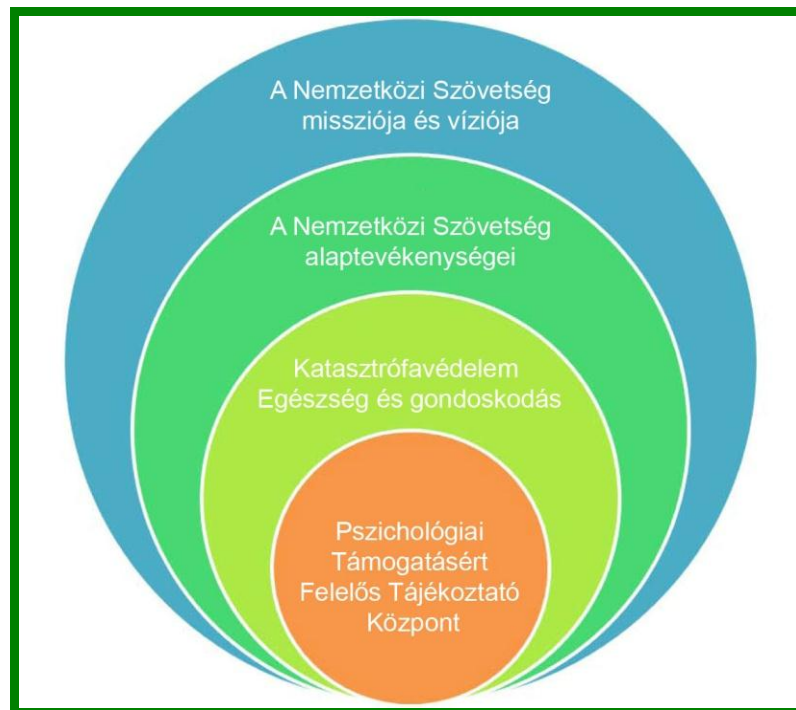 A Nemzetközi Szövetség
missziója és víziója
A Nemzetközi Szövetség
alaptevékenységei
Katasztrófavédelem
Egészség és gondoskodás
Pszichológiai
Támogatásért
Felelős Tájékoztató
Központ